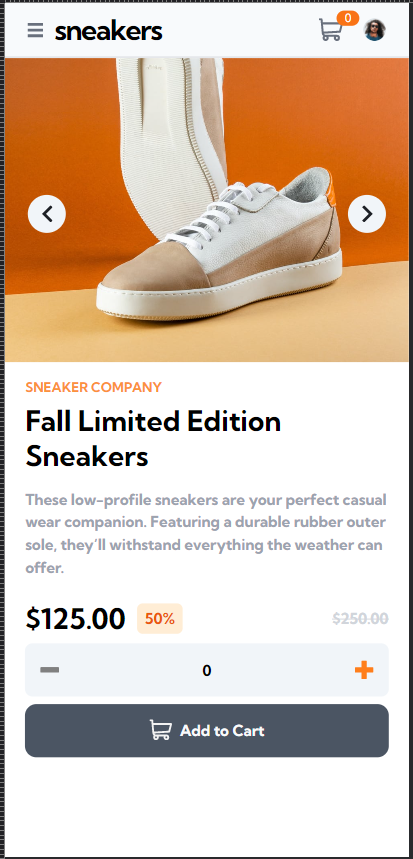 sneakers
0
SNEAKER COMPANY
Fall Limited Edition
Sneakers
These low-profile sneakers are your perfect casual
wear companion. Featuring a durable rubber outer
sole, they’ll withstand everything the weather can
offer.
$125.00 50% $250.00
0
Add to Cart